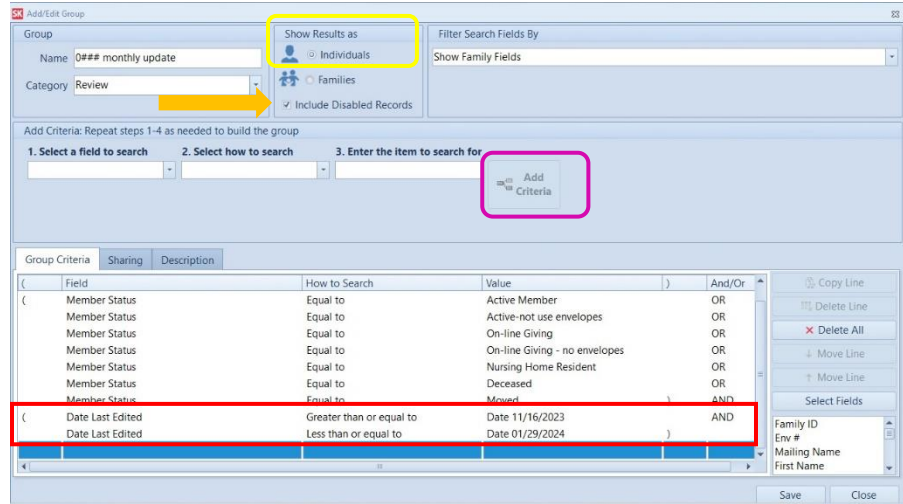 SK Add/Edit Group
Group
Name 0### monthly update
Category Review
Show Results as
Individuals
Families
Include Disabled Records
Filter Search Fields By
Show Family Fields
Add Criteria: Repeat steps 1-4 as needed to build the group
1. Select a field to search 2. Select how to search 3. Enter the item to search for
Add
Criteria
Group Criteria Sharing Description
( Field How to Search Value ) And/Or
( Member Status Equal to Active Member OR
Member Status Equal to Active-not use envelopes OR
Member Status Equal to On-line Giving OR
Member Status Equal to On-line Giving - no envelopes OR
Member Status Equal to Nursing Home Resident OR
Member Status Equal to Deceased OR
Member Status Equal to Moved ) AND
( Date Last Edited Greater than or equal to Date 11/16/2023 AND
Date Last Edited Less than or equal to Date 01/29/2024 )
Copy Line
Delete Line
Delete All
Move Line
Move Line
Select Fields
Family ID
Env #
Mailing Name
First Name
Save Close